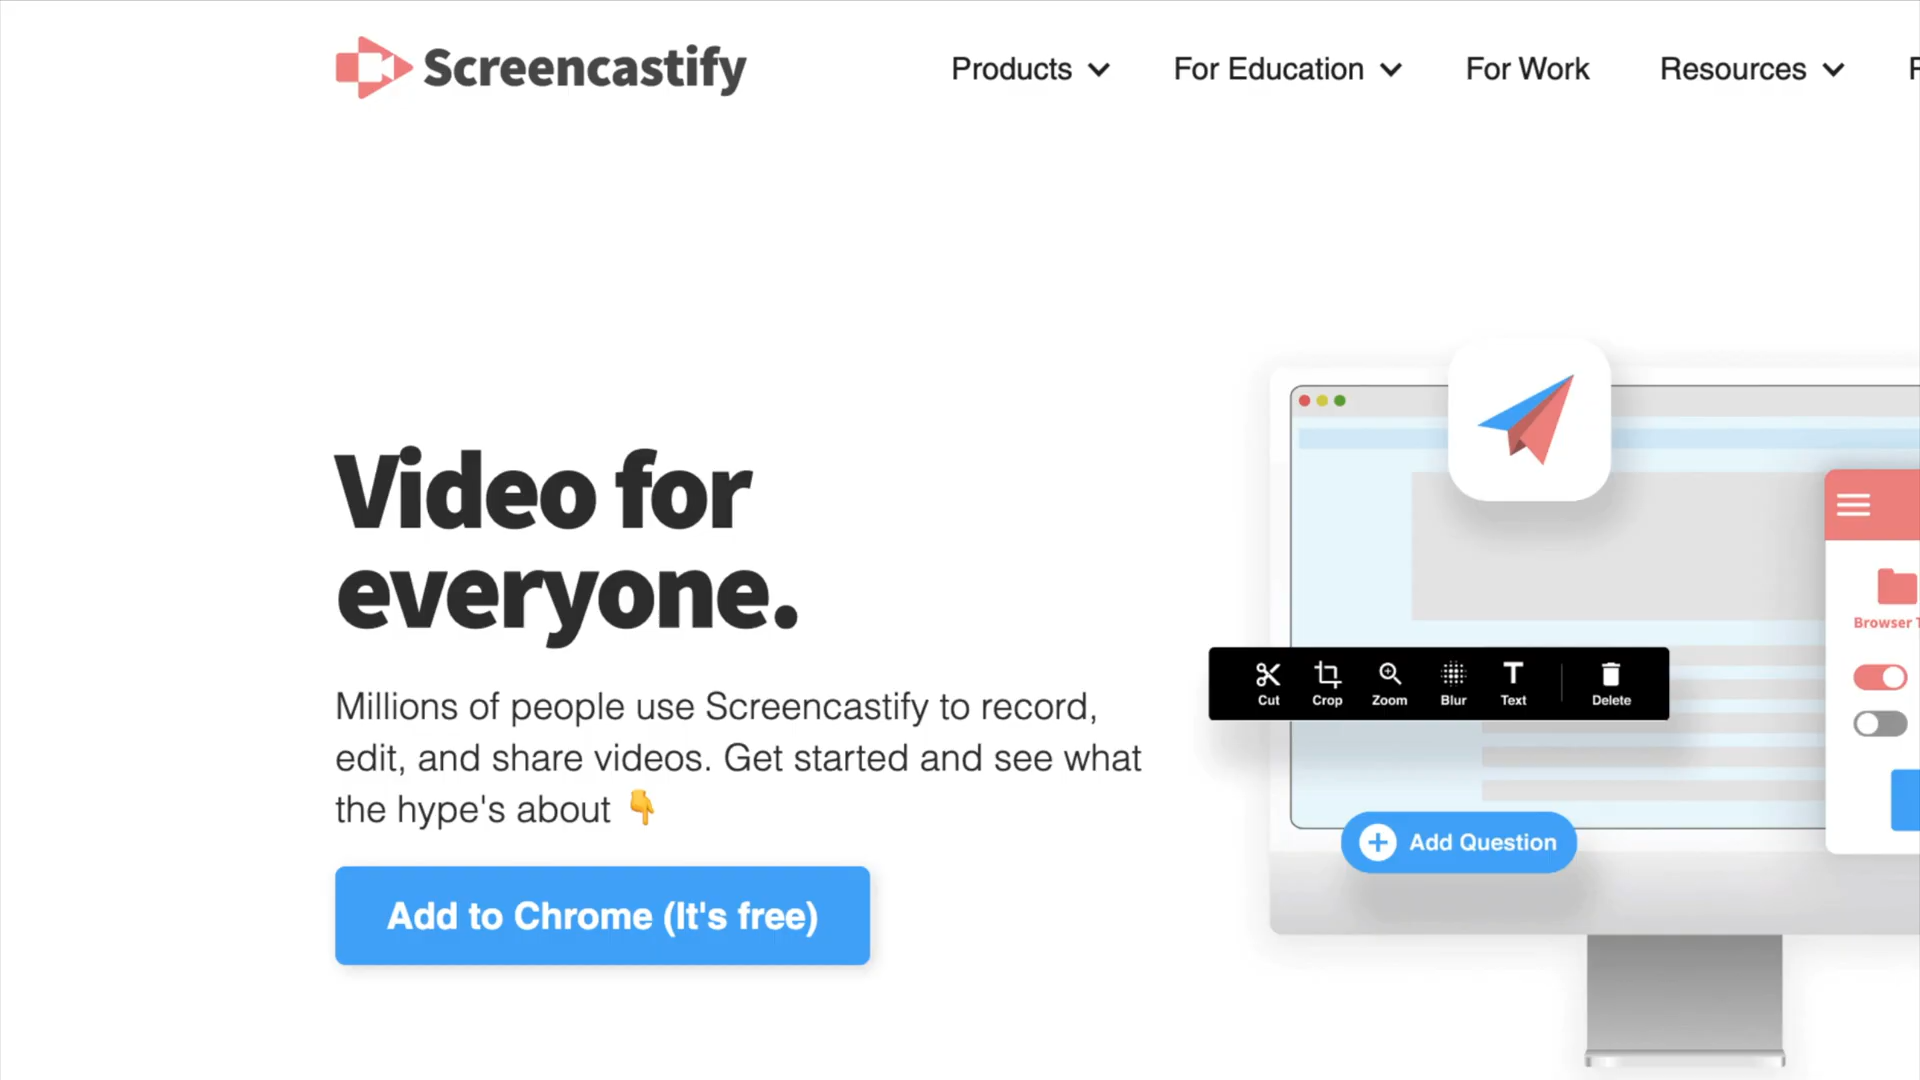 Screencastify
Products
For Education
For Work
Resources
Video for
everyone.
Millions of people use Screencastify to record,
edit, and share videos. Get started and see what
the hype's about 👇
Add to Chrome (It's free)
Browser
Cut
Crop
Zoom
Blur
Text
Delete
Add Question